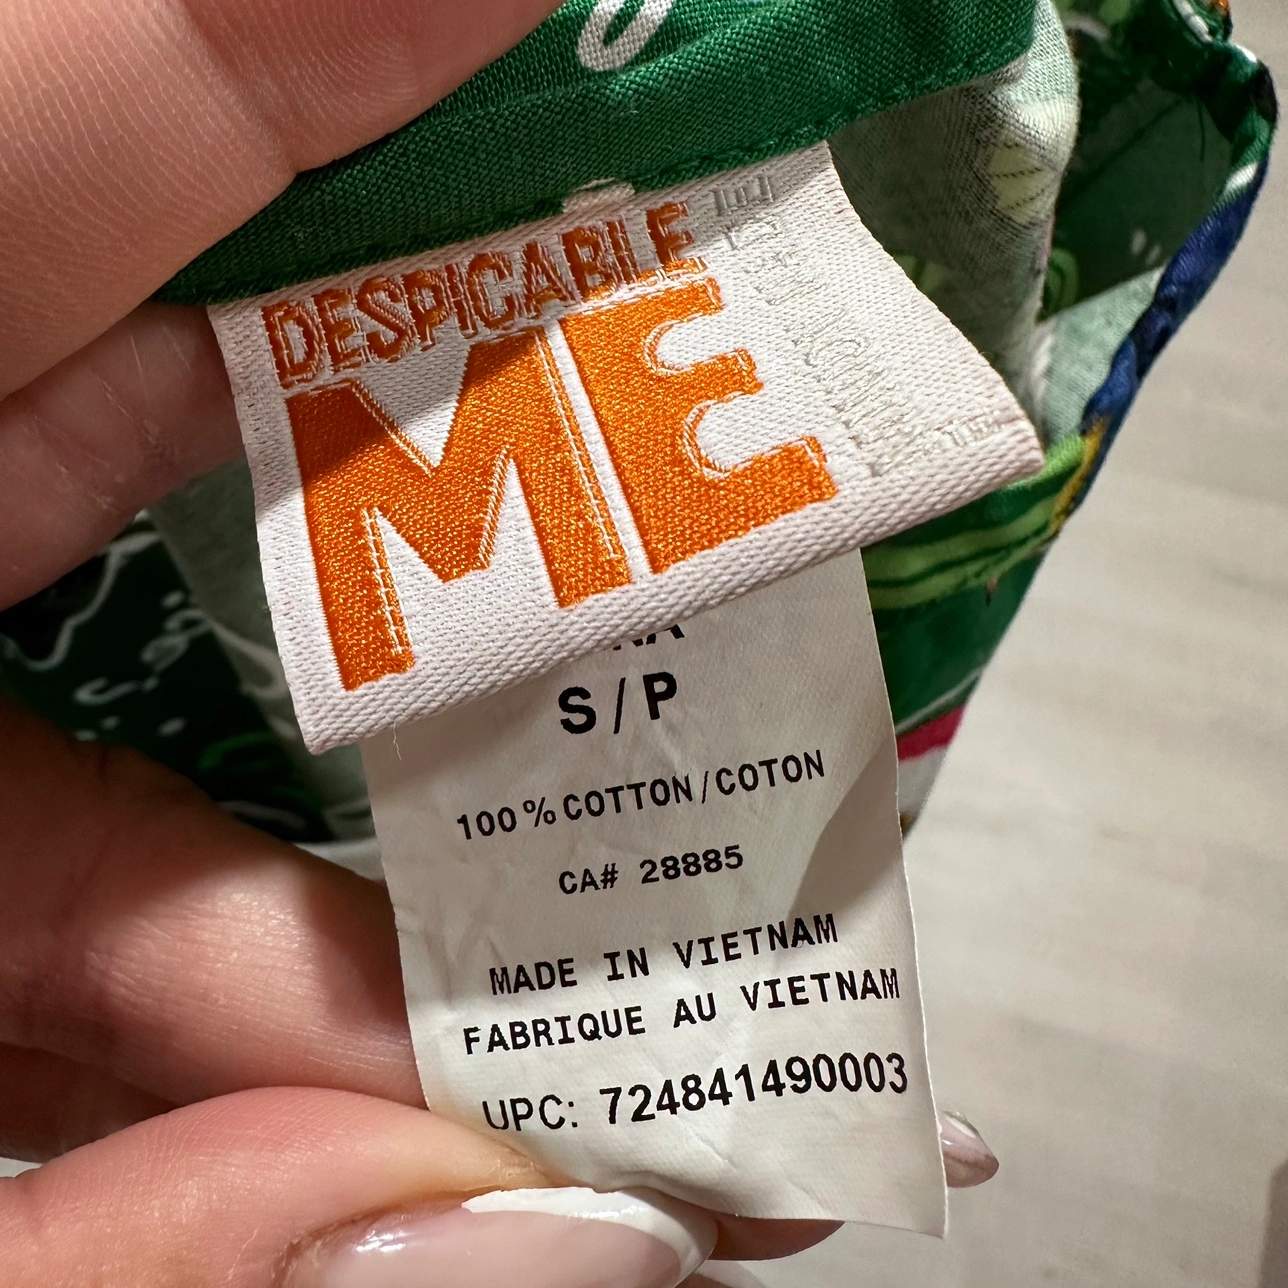 DESPICABLE
ME
S/P
100% COTTON/COTON
CA# 28885
MADE IN VIETNAM
FABRIQUE AU VIETNAM
UPC: 724841490003